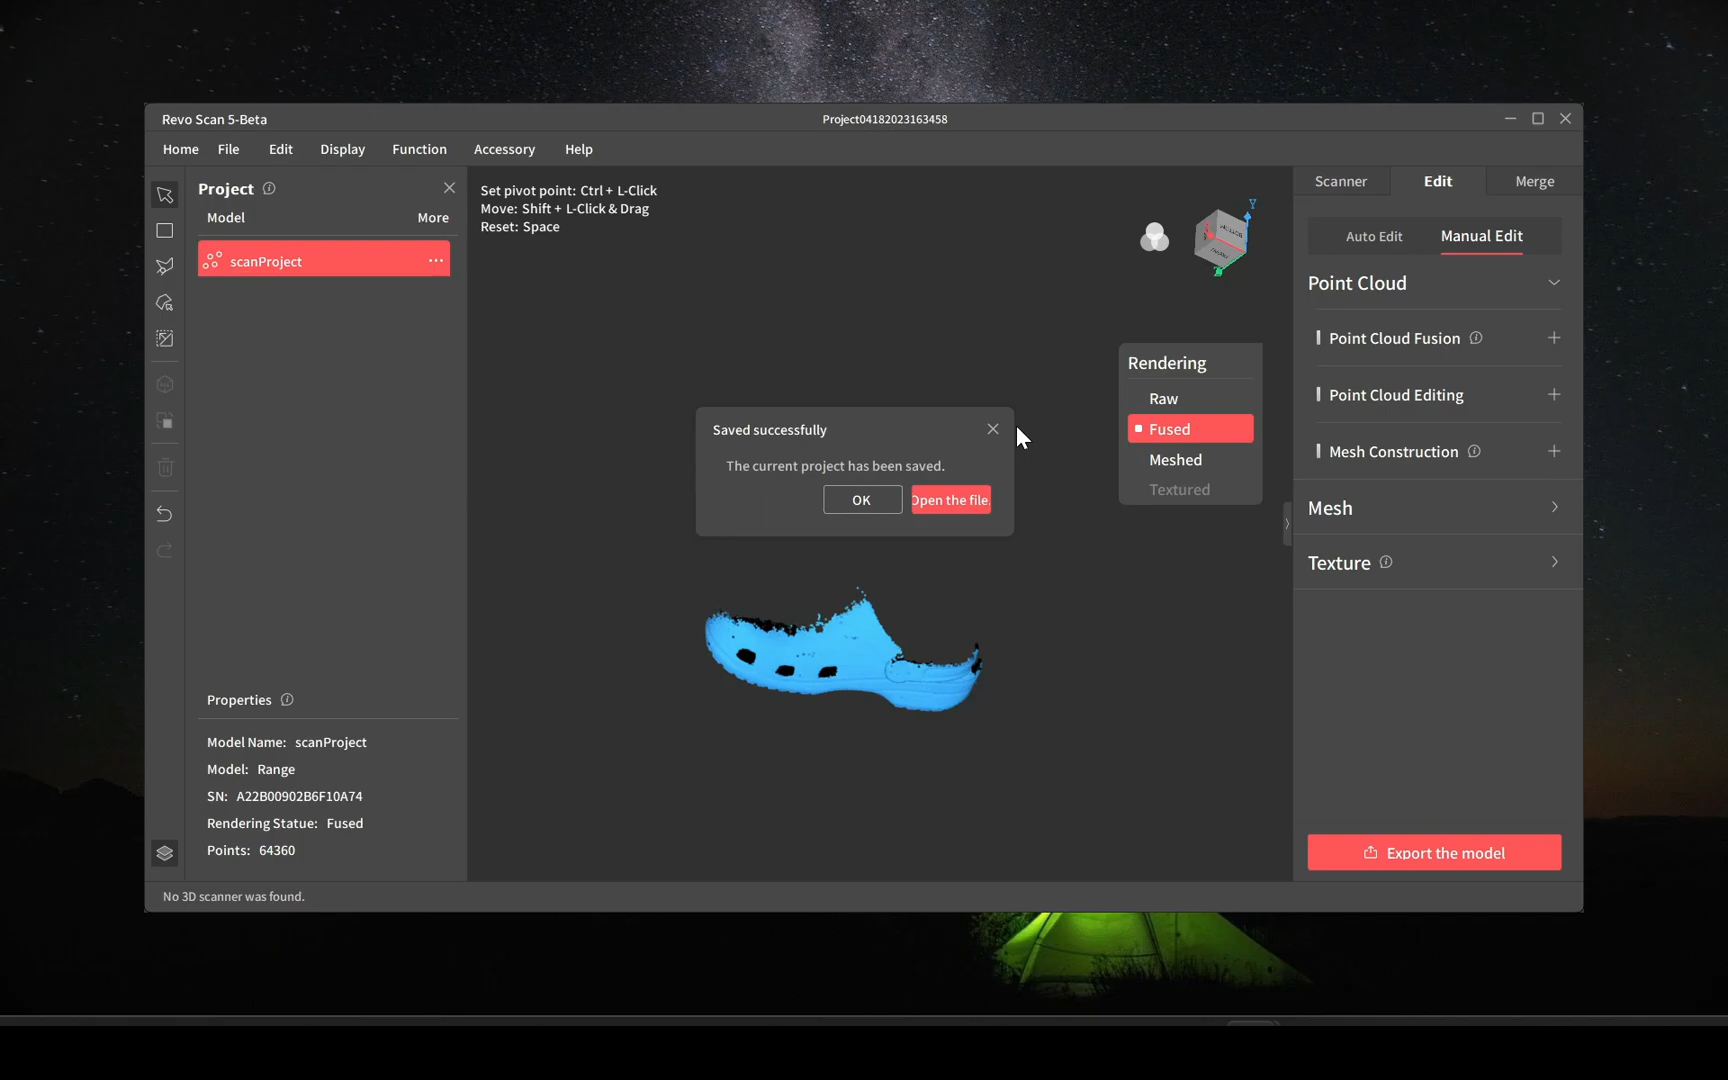 Revo Scan 5-Beta
Project04182023163458
Home File Edit Display Function Accessory Help
Project
Model More
scanProject
Set pivot point: Ctrl + L-Click
Move: Shift + L-Click & Drag
Reset: Space
Scanner Edit Merge
Auto Edit Manual Edit
Point Cloud
Point Cloud Fusion
Point Cloud Editing
Mesh Construction
Mesh
Texture
Rendering
Raw
Fused
Meshed
Textured
Saved successfully
The current project has been saved.
OK Open the file.
Properties
Model Name: scanProject
Model: Range
SN: A22B00902B6F10A74
Rendering Statue: Fused
Points: 64360
Export the model
No 3D scanner was found.
Y